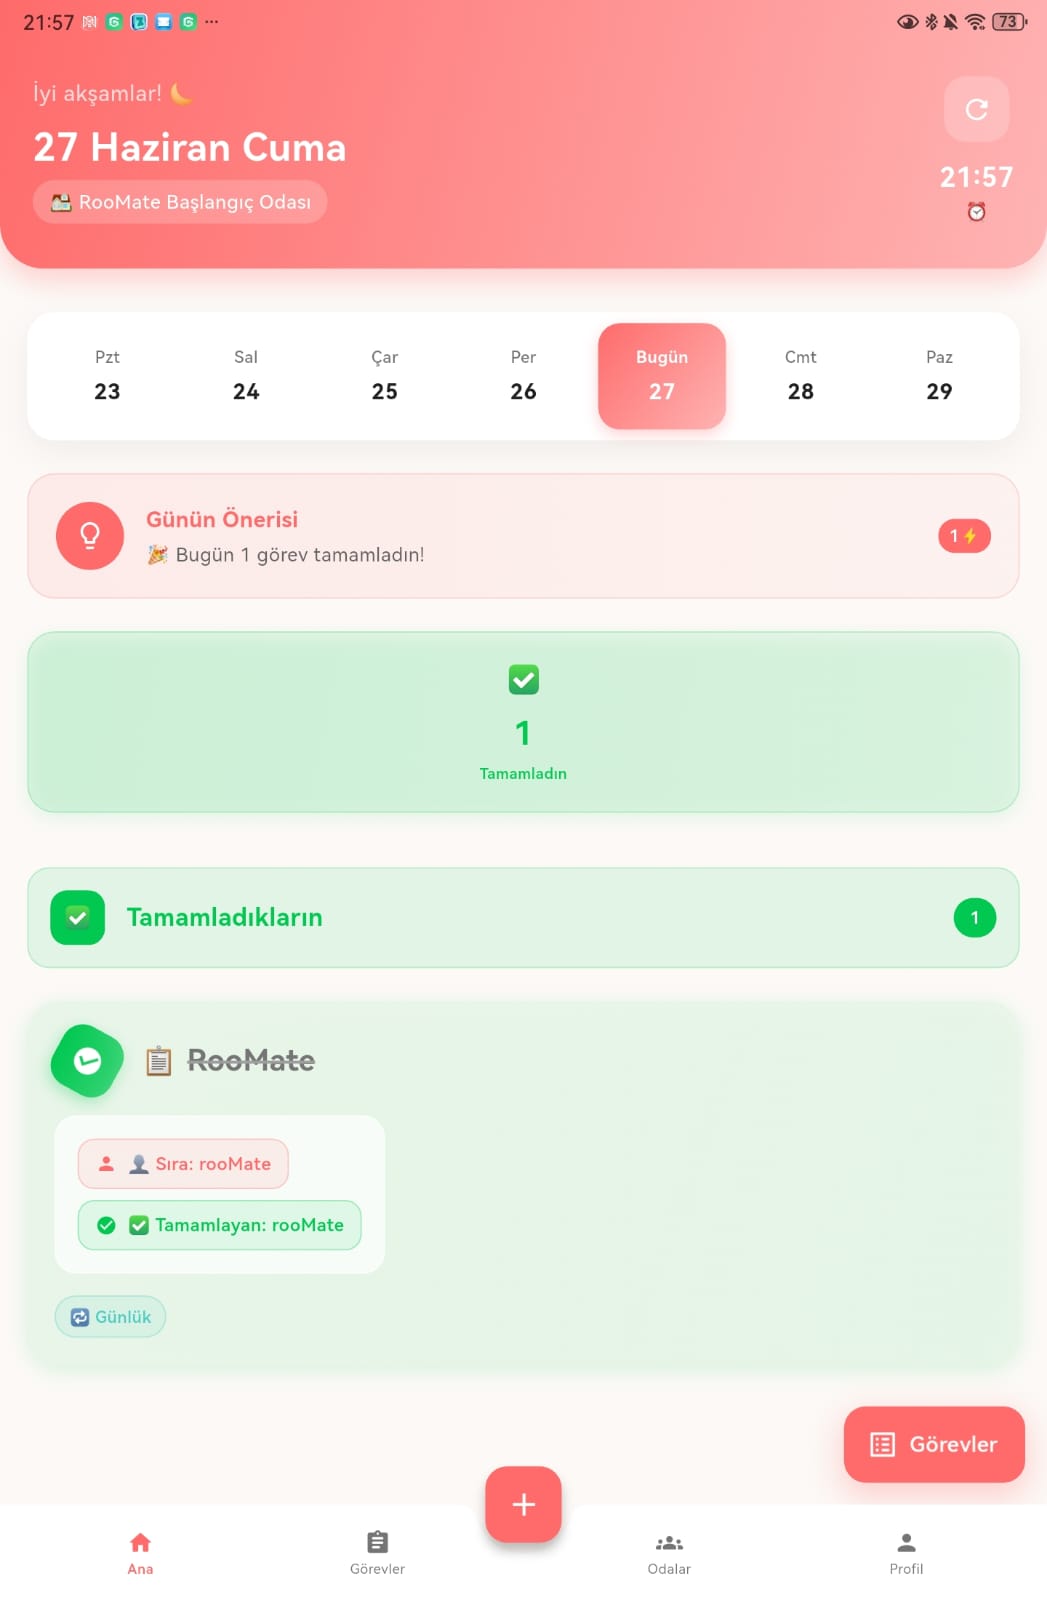 21:57
73
İyi akşamlar! 🌙
27 Haziran Cuma
RooMate Başlangıç Odası
21:57
Pzt Sal Çar Per Bugün Cmt Paz
23 24 25 26 27 28 29
Günün Önerisi
🎉 Bugün 1 görev tamamladın!
1⚡
1
Tamamladın
Tamamladıkların
1
RooMate
Sıra: rooMate
Tamamlayan: rooMate
Günlük
Görevler
Ana Görevler Odalar Profil